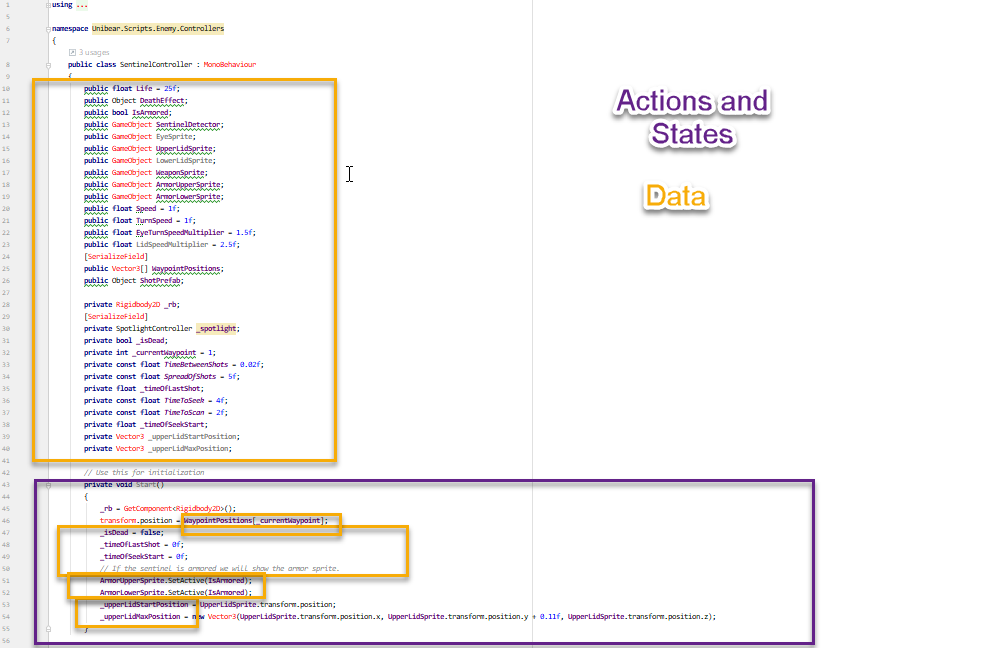 1 using ...
5
6 namespace Unibear.Scripts.Enemy.Controllers
7 {
3 usages
8 public class SentinelController : MonoBehaviour
9 {
10 public float Life = 25f;
11 public Object DeathEffect;
12 public bool IsArmored;
13 public GameObject SentinelDetector;
14 public GameObject EyeSprite;
15 public GameObject UpperLidSprite;
16 public GameObject LowerLidSprite;
17 public GameObject WeaponSprite;
18 public GameObject ArmorUpperSprite;
19 public GameObject ArmorLowerSprite;
20 public float Speed = 1f;
21 public float TurnSpeed = 1f;
22 public float EyeTurnSpeedMultiplier = 1.5f;
23 public float LidSpeedMultiplier = 2.5f;
24 [SerializeField]
25 public Vector3[] WaypointPositions;
26 public Object ShotPrefab;
27
28 private Rigidbody2D _rb;
29 [SerializeField]
30 private SpotlightController _spotlight;
31 private bool _isDead;
32 private int _currentWaypoint = 1;
33 private const float TimeBetweenShots = 0.02f;
34 private const float SpreadOfShots = 5f;
35 private float _timeOfLastShot;
36 private const float TimeToSeek = 4f;
37 private const float TimeToScan = 2f;
38 private float _timeOfSeekStart;
39 private Vector3 _upperLidStartPosition;
40 private Vector3 _upperLidMaxPosition;
41
42 // Use this for initialization
43 private void Start()
44 {
45 _rb = GetComponent<Rigidbody2D>();
46 transform.position = WaypointPositions[_currentWaypoint];
47 _isDead = false;
48 _timeOfLastShot = 0f;
49 _timeOfSeekStart = 0f;
50 // If the sentinel is armored we will show the armor sprite.
51 ArmorUpperSprite.SetActive(IsArmored);
52 ArmorLowerSprite.SetActive(IsArmored);
53 _upperLidStartPosition = UpperLidSprite.transform.position;
54 _upperLidMaxPosition = new Vector3(UpperLidSprite.transform.position.x, UpperLidSprite.transform.position.y + 0.11f, UpperLidSprite.transform.position.z);
55 }
56
Actions and
States
Data